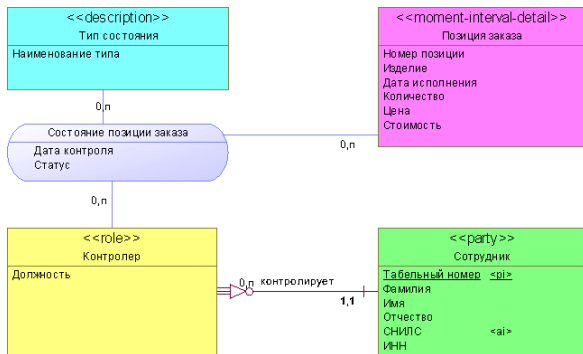 <<description>>
Тип состояния
Наименование типа
<<moment-interval-detail>>
Позиция заказа
Номер позиции
Изделие
Дата исполнения
Количество
Цена
Стоимость
0,n
Состояние позиции заказа
Дата контроля
Статус
0,n
0,n
<<role>>
Контролер
Должность
0,n контролирует
1,1
<<party>>
Сотрудник
Табельный номер <pi>
Фамилия
Имя
Отчество
СНИЛС <ai>
ИНН